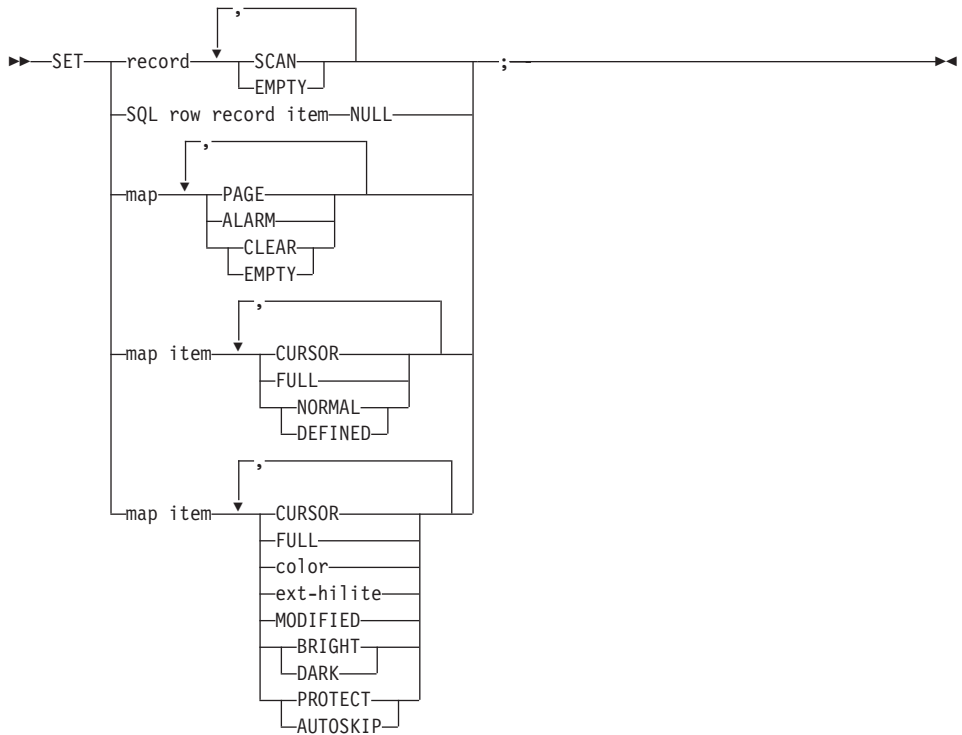 ,
SET record SCAN ;
EMPTY
SQL row record item NULL
,
map PAGE
ALARM
CLEAR
EMPTY
,
map item CURSOR
FULL
NORMAL
DEFINED
,
map item CURSOR
FULL
color
ext-hilite
MODIFIED
BRIGHT
DARK
PROTECT
AUTOSKIP